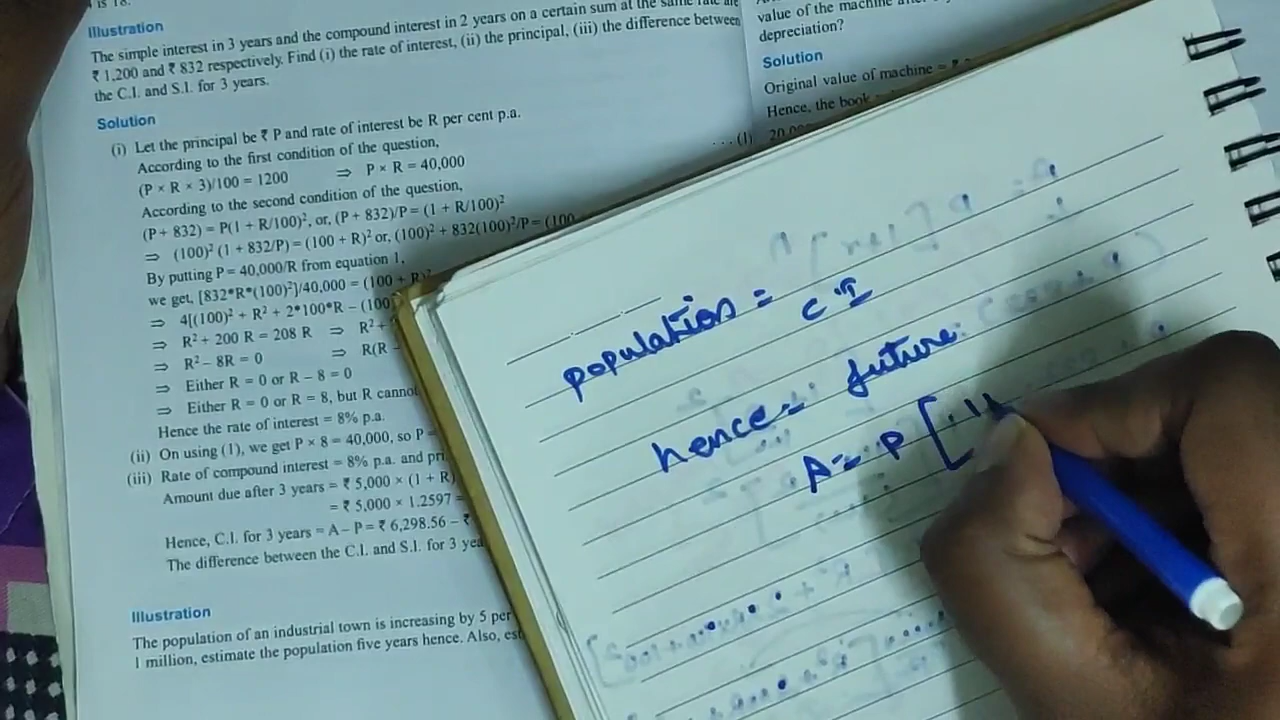 is 18.
Illustration
The simple interest in 3 years and the compound interest in 2 years on a certain sum at the same rate are
₹ 1,200 and ₹ 832 respectively. Find (i) the rate of interest, (ii) the principal, (iii) the difference between
the C.I. and S.I. for 3 years.
Solution
(i) Let the principal be ₹ P and rate of interest be R per cent p.a.
According to the first condition of the question,
(P × R × 3)/100 = 1200 ⇒ P × R = 40,000 ...(1)
According to the second condition of the question,
(P + 832) = P(1 + R/100)², or, (P + 832)/P = (1 + R/100)²
⇒ (100)² (1 + 832/P) = (100 + R)² or, (100)² + 832(100)²/P = (100
By putting P = 40,000/R from equation 1,
we get, [832*R*(100)²]/40,000 = (100 + R)²
⇒ 4[(100)² + R² + 2*100*R – (100
⇒ R² + 200 R = 208 R ⇒ R² +
⇒ R² – 8R = 0 ⇒ R(R –
⇒ Either R = 0 or R – 8 = 0
⇒ Either R = 0 or R = 8, but R cannot
Hence the rate of interest = 8% p.a.
(ii) On using (1), we get P × 8 = 40,000, so P =
(iii) Rate of compound interest = 8% p.a. and pri
Amount due after 3 years = ₹ 5,000 × (1 + R)
= ₹ 5,000 × 1.2597 =
Hence, C.I. for 3 years = A – P = ₹ 6,298.56 – ₹
The difference between the C.I. and S.I. for 3 yea
Illustration
The population of an industrial town is increasing by 5 per
1 million, estimate the population five years hence. Also, est
value of the machine
depreciation?
Solution
Original value of machine = ₹
Hence, the book
20,00
population =
C I
hence = future
A = P [